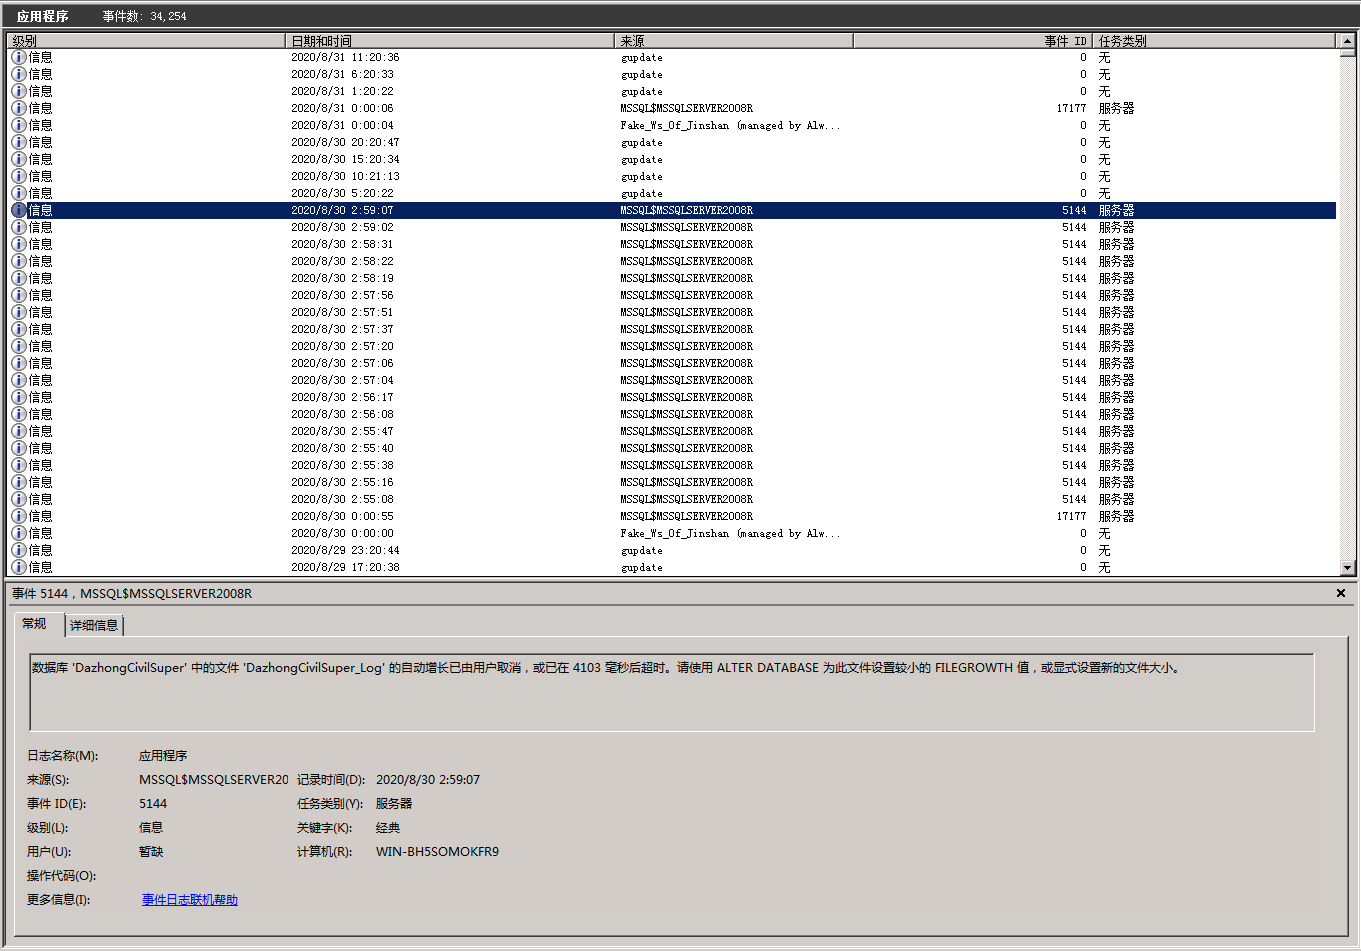 应用程序 事件数: 34,254
级别 日期和时间 来源 事件 ID 任务类别
信息 2020/8/31 11:20:36 gupdate 0 无
信息 2020/8/31 6:20:33 gupdate 0 无
信息 2020/8/31 1:20:22 gupdate 0 无
信息 2020/8/31 0:00:06 MSSQL$MSSQLSERVER2008R 17177 服务器
信息 2020/8/31 0:00:04 Fake_Ws_Of_Jinshan (managed by Alw... 0 无
信息 2020/8/30 20:20:47 gupdate 0 无
信息 2020/8/30 15:20:34 gupdate 0 无
信息 2020/8/30 10:21:13 gupdate 0 无
信息 2020/8/30 5:20:22 gupdate 0 无
信息 2020/8/30 2:59:07 MSSQL$MSSQLSERVER2008R 5144 服务器
信息 2020/8/30 2:59:02 MSSQL$MSSQLSERVER2008R 5144 服务器
信息 2020/8/30 2:58:31 MSSQL$MSSQLSERVER2008R 5144 服务器
信息 2020/8/30 2:58:22 MSSQL$MSSQLSERVER2008R 5144 服务器
信息 2020/8/30 2:58:19 MSSQL$MSSQLSERVER2008R 5144 服务器
信息 2020/8/30 2:57:56 MSSQL$MSSQLSERVER2008R 5144 服务器
信息 2020/8/30 2:57:51 MSSQL$MSSQLSERVER2008R 5144 服务器
信息 2020/8/30 2:57:37 MSSQL$MSSQLSERVER2008R 5144 服务器
信息 2020/8/30 2:57:20 MSSQL$MSSQLSERVER2008R 5144 服务器
信息 2020/8/30 2:57:06 MSSQL$MSSQLSERVER2008R 5144 服务器
信息 2020/8/30 2:57:04 MSSQL$MSSQLSERVER2008R 5144 服务器
信息 2020/8/30 2:56:17 MSSQL$MSSQLSERVER2008R 5144 服务器
信息 2020/8/30 2:56:08 MSSQL$MSSQLSERVER2008R 5144 服务器
信息 2020/8/30 2:55:47 MSSQL$MSSQLSERVER2008R 5144 服务器
信息 2020/8/30 2:55:40 MSSQL$MSSQLSERVER2008R 5144 服务器
信息 2020/8/30 2:55:38 MSSQL$MSSQLSERVER2008R 5144 服务器
信息 2020/8/30 2:55:16 MSSQL$MSSQLSERVER2008R 5144 服务器
信息 2020/8/30 2:55:08 MSSQL$MSSQLSERVER2008R 5144 服务器
信息 2020/8/30 0:00:55 MSSQL$MSSQLSERVER2008R 17177 服务器
信息 2020/8/30 0:00:00 Fake_Ws_Of_Jinshan (managed by Alw... 0 无
信息 2020/8/29 23:20:44 gupdate 0 无
信息 2020/8/29 17:20:38 gupdate 0 无
事件 5144，MSSQL$MSSQLSERVER2008R
常规 详细信息
数据库 'DazhongCivilSuper' 中的文件 'DazhongCivilSuper_Log' 的自动增长已由用户取消，或已在 4103 毫秒后超时。请使用 ALTER DATABASE 为此文件设置较小的 FILEGROWTH 值，或显式设置新的文件大小。
日志名称(M): 应用程序
来源(S): MSSQL$MSSQLSERVER20 记录时间(D): 2020/8/30 2:59:07
事件 ID(E): 5144 任务类别(Y): 服务器
级别(L): 信息 关键字(K): 经典
用户(U): 暂缺 计算机(R): WIN-BH5SOMOKFR9
操作代码(O):
更多信息(I): 事件日志联机帮助